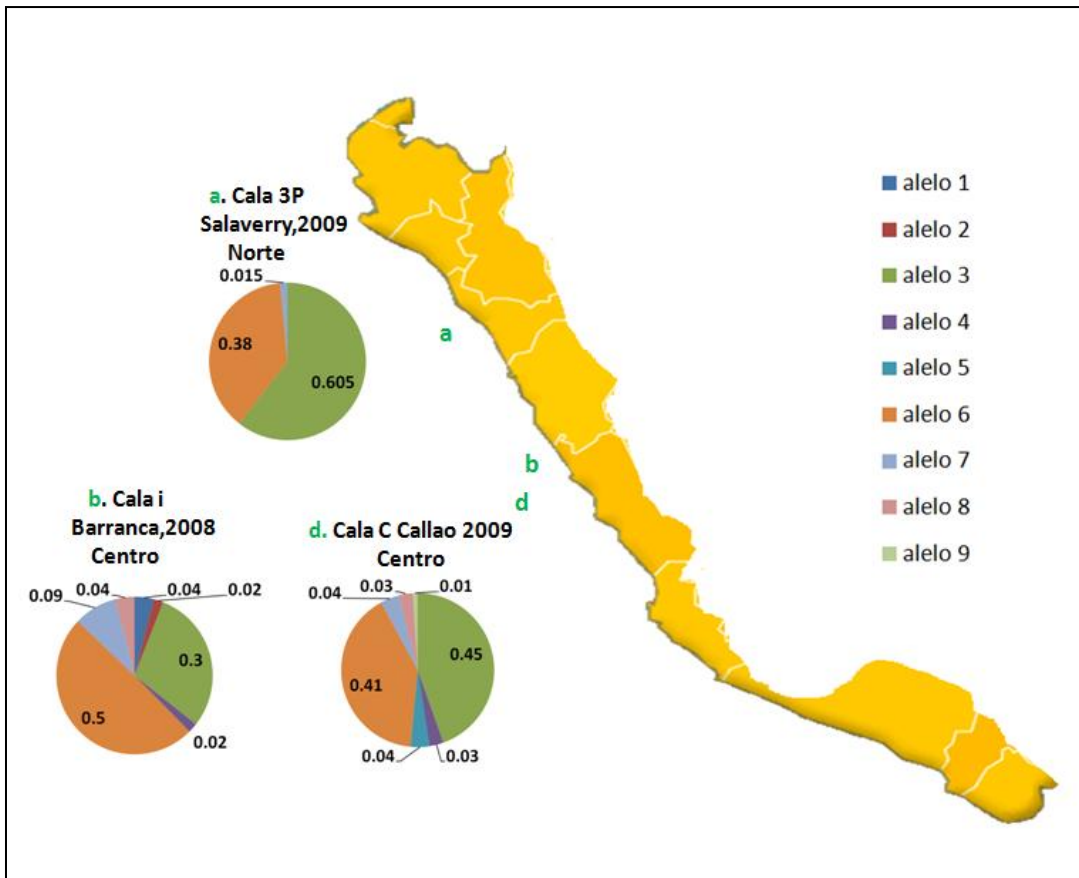 a. Cala 3P
Salaverry,2009
Norte
0.015
0.38
0.605
b. Cala i
Barranca,2008
Centro
0.09
0.04
0.04
0.02
0.3
0.5
0.02
d. Cala C Callao 2009
Centro
0.04
0.03
0.01
0.45
0.41
0.04
0.03
a
b
d
alelo 1
alelo 2
alelo 3
alelo 4
alelo 5
alelo 6
alelo 7
alelo 8
alelo 9